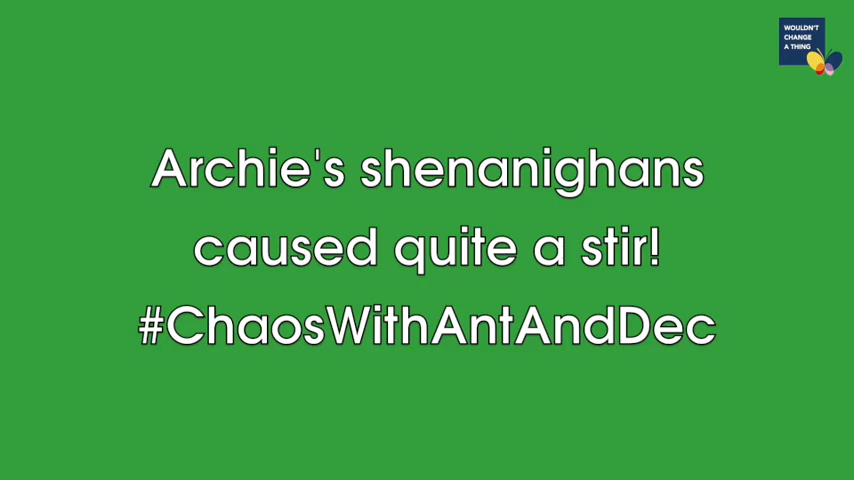 WOULDN'T
CHANGE
A THING
Archie's shenanighans
caused quite a stir!
#ChaosWithAntAndDec